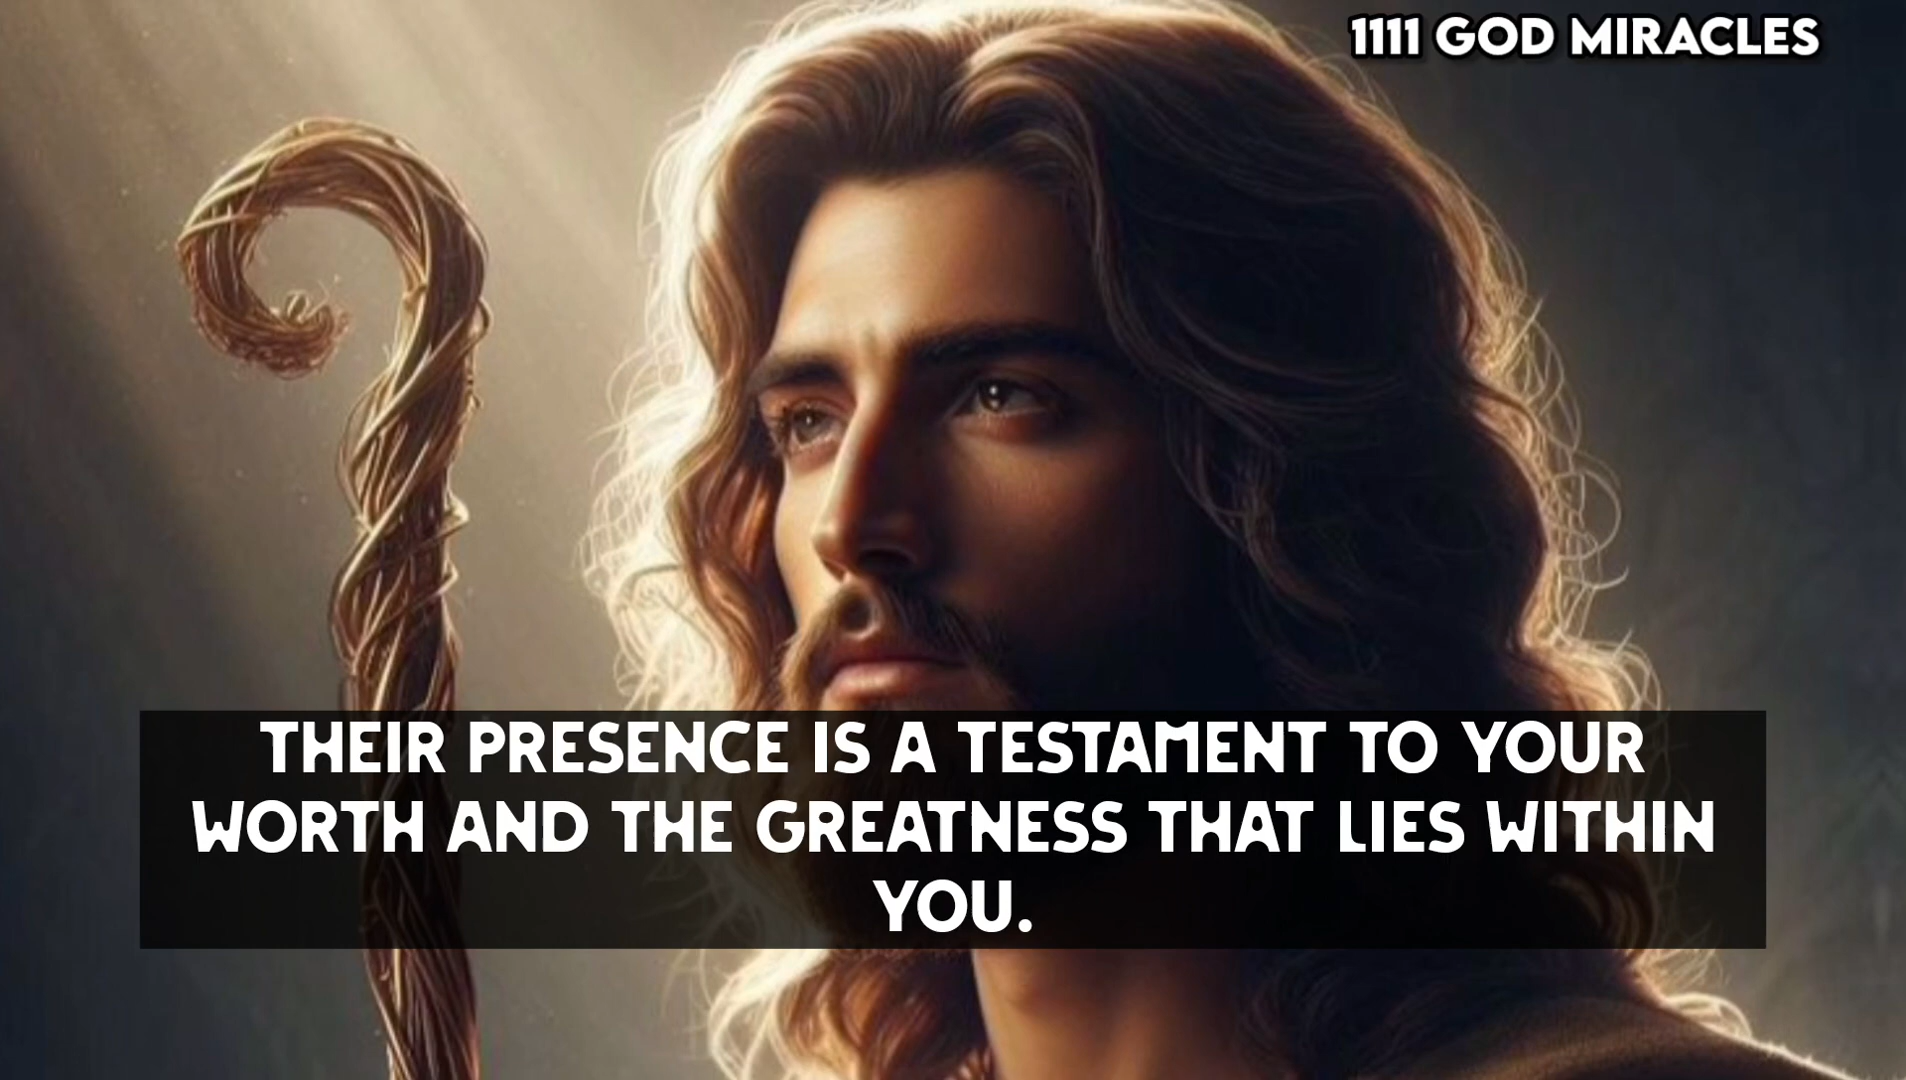 1111 GOD MIRACLES
THEIR PRESENCE IS A TESTAMENT TO YOUR
WORTH AND THE GREATNESS THAT LIES WITHIN
YOU.